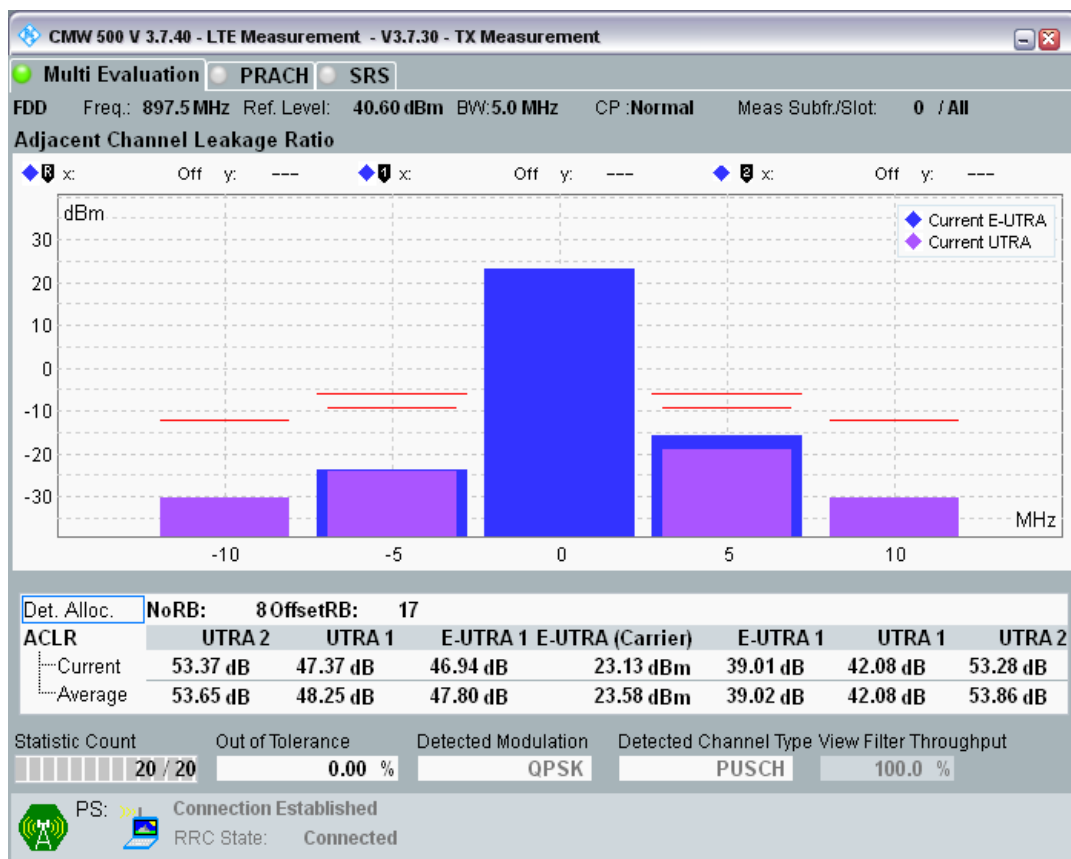 CMW 500 V 3.7.40 - LTE Measurement - V3.7.30 - TX Measurement
Multi Evaluation PRACH SRS
FDD Freq.: 897.5 MHz Ref. Level: 40.60 dBm BW:5.0 MHz CP :Normal Meas Subfr./Slot: 0 / All
Adjacent Channel Leakage Ratio
R x: Off y: --- 1 x: Off y: --- 2 x: Off y: ---
dBm
Current E-UTRA
Current UTRA
30
20
10
0
-10
-20
-30
MHz
-10 -5 0 5 10
Det. Alloc. NoRB: 8 OffsetRB: 17
ACLR UTRA 2 UTRA 1 E-UTRA 1 E-UTRA (Carrier) E-UTRA 1 UTRA 1 UTRA 2
Current 53.37 dB 47.37 dB 46.94 dB 23.13 dBm 39.01 dB 42.08 dB 53.28 dB
Average 53.65 dB 48.25 dB 47.80 dB 23.58 dBm 39.02 dB 42.08 dB 53.86 dB
Statistic Count Out of Tolerance Detected Modulation Detected Channel Type View Filter Throughput
20 / 20 0.00 % QPSK PUSCH 100.0 %
PS: Connection Established
RRC State: Connected